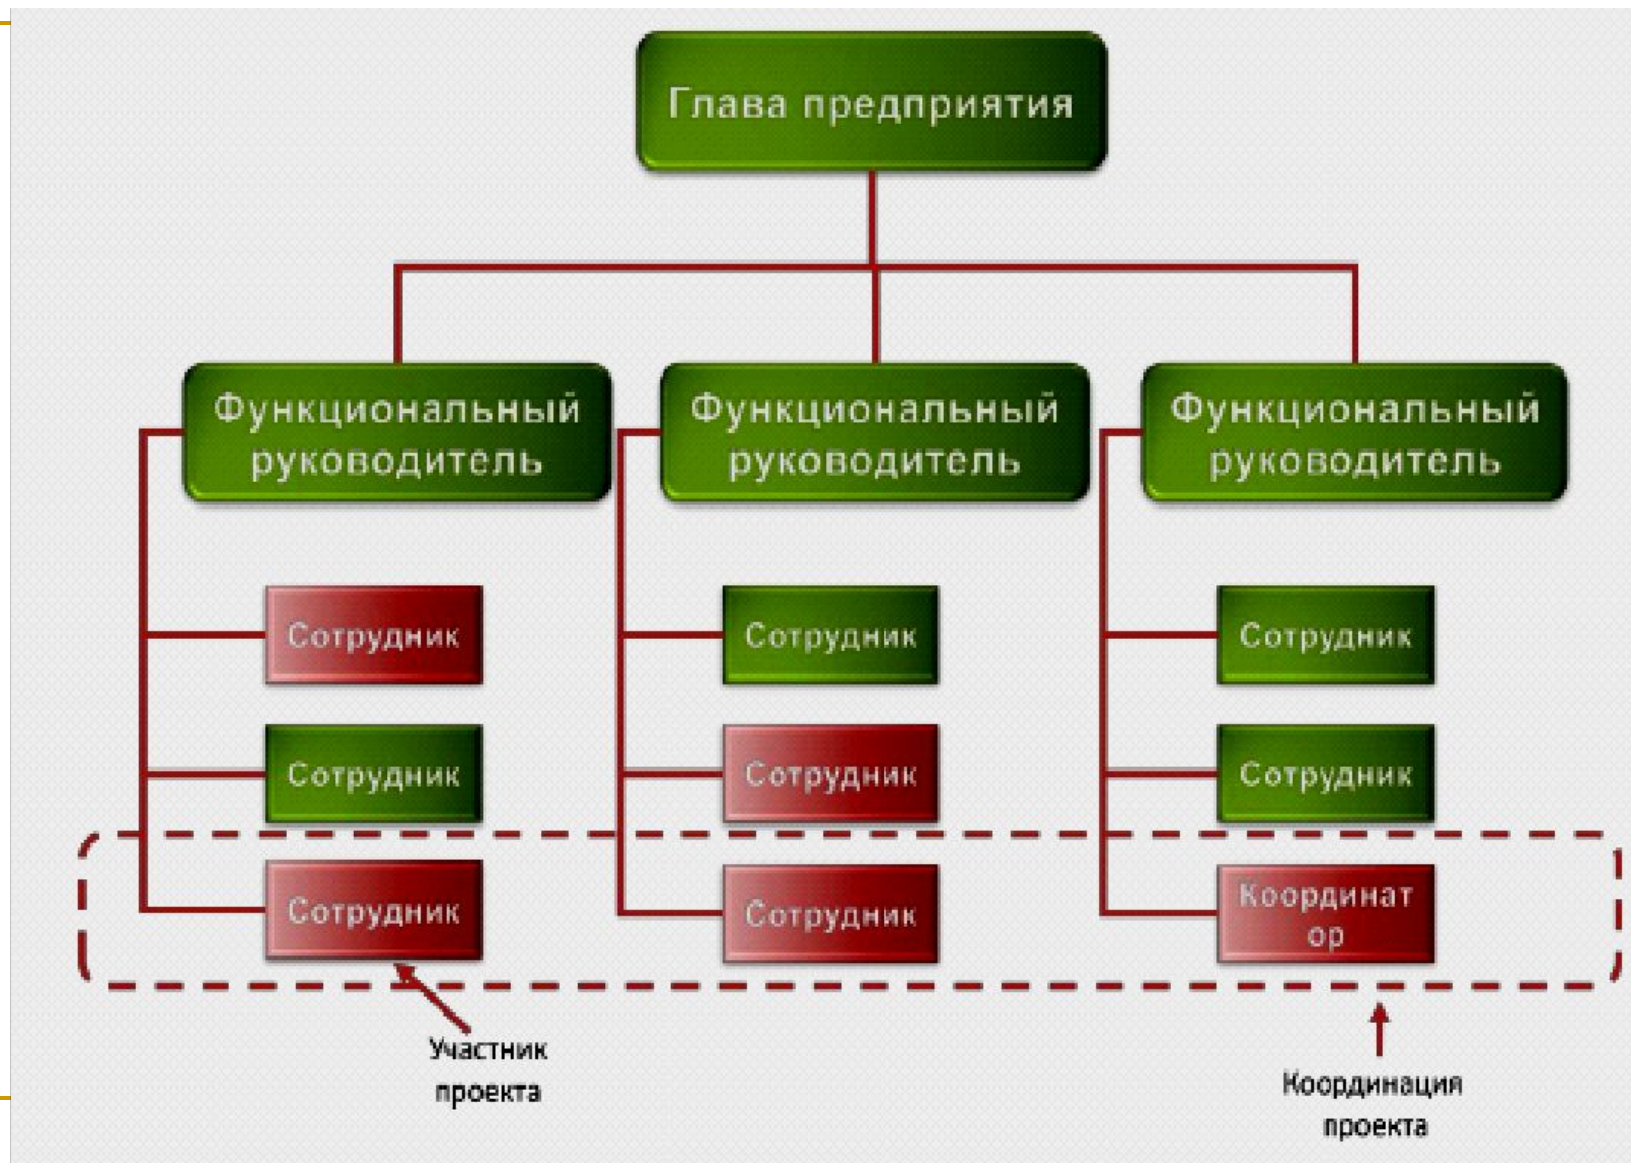 Глава предприятия
Функциональный
руководитель
Функциональный
руководитель
Функциональный
руководитель
Сотрудник
Сотрудник
Сотрудник
Сотрудник
Сотрудник
Сотрудник
Сотрудник
Сотрудник
Координат
ор
Участник
проекта
Координация
проекта